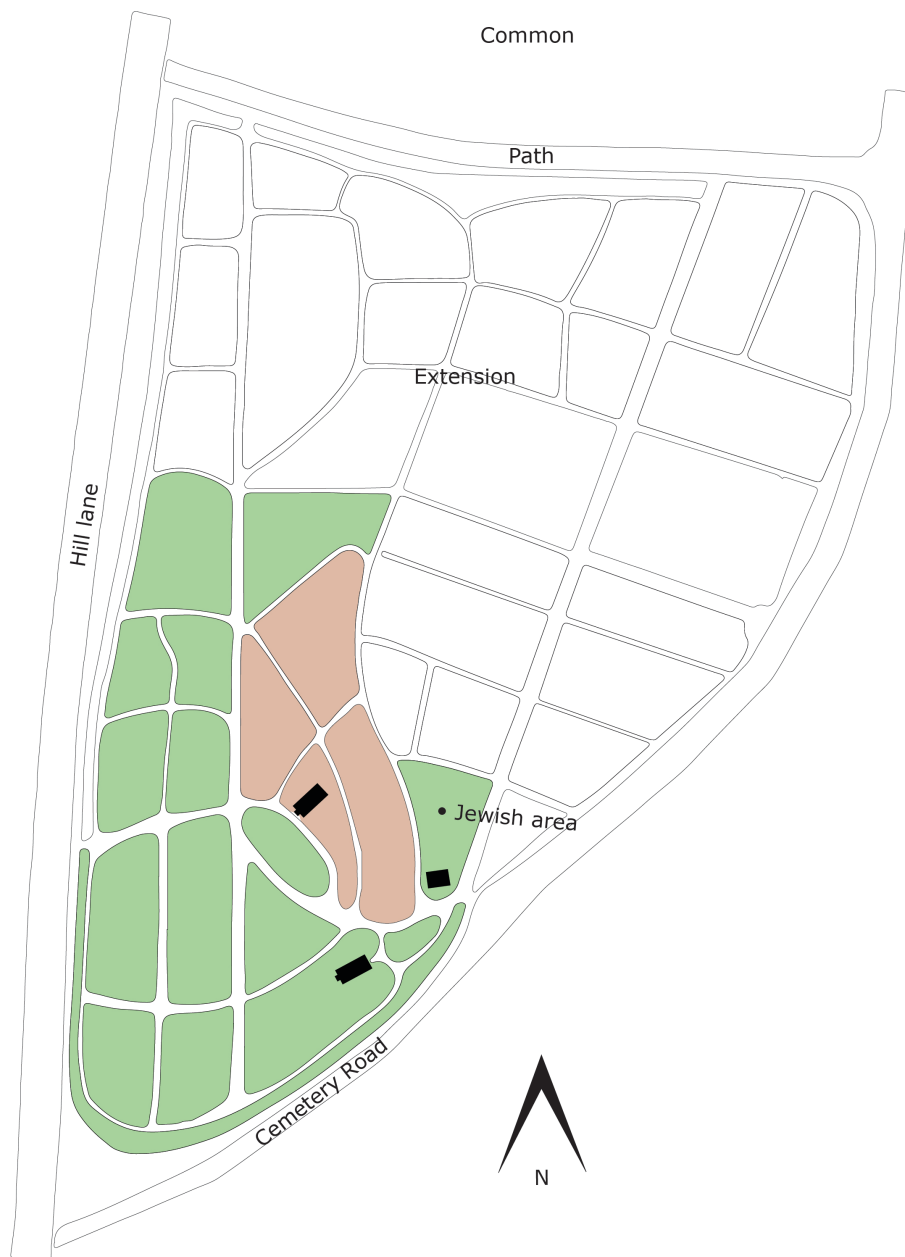 Common
Path
Extension
Hill lane
Jewish area
Cemetery Road
N